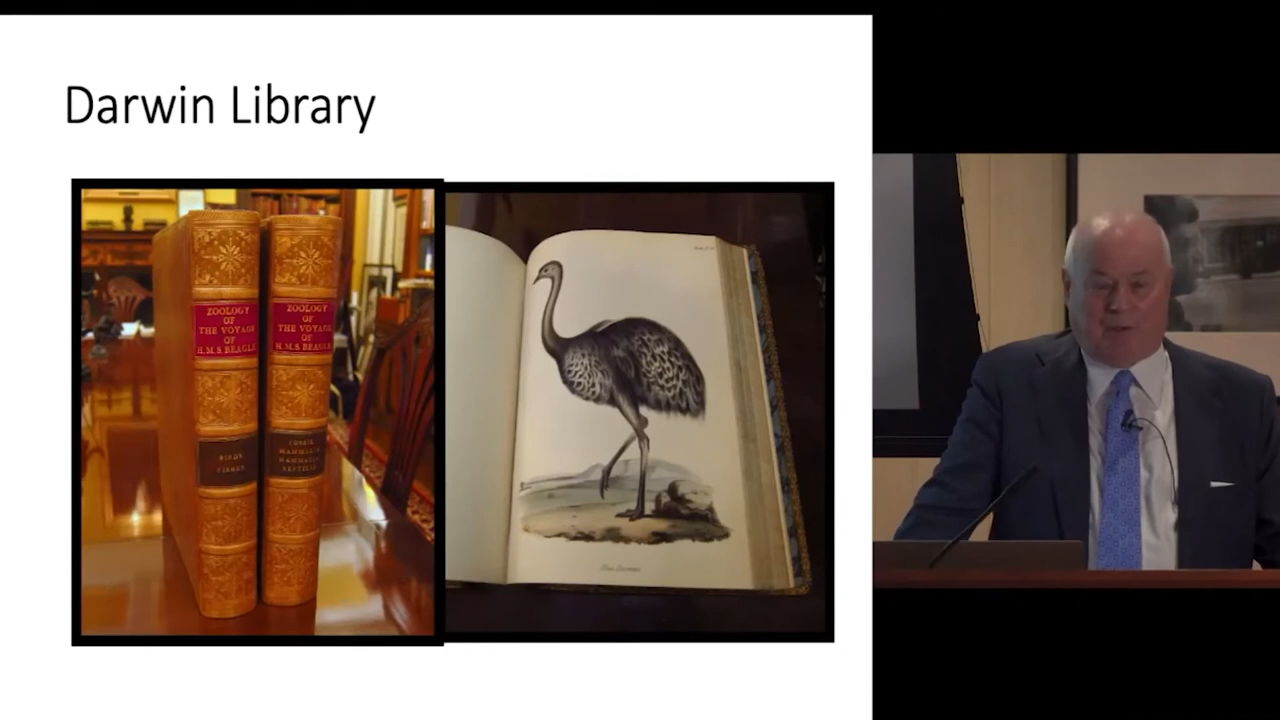 Darwin Library
ZOOLOGY
OF
THE VOYAGE
OF
H.M.S. BEAGLE
BIRDS
FISHES
ZOOLOGY
OF
THE VOYAGE
OF
H.M.S. BEAGLE
FOSSIL
MAMMALIA
MAMMALIA
REPTILES